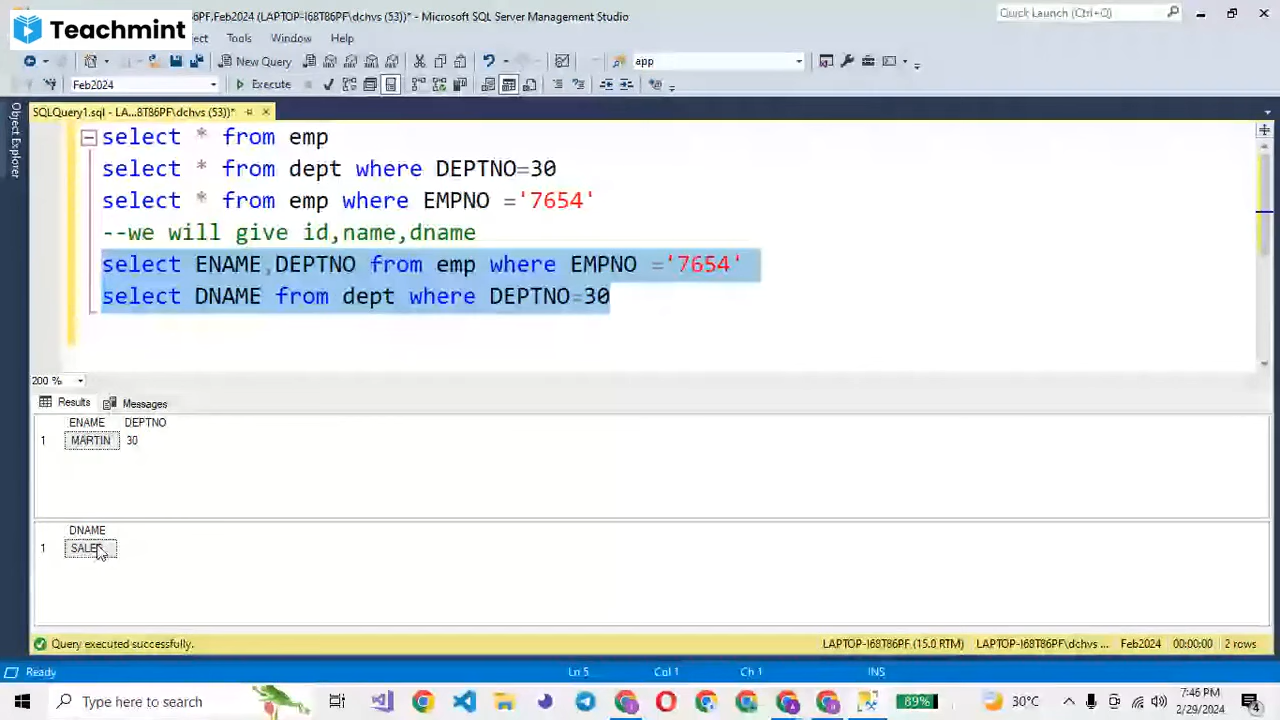 Teachmint
,Feb2024 (LAPTOP-I68T86PF\dchvs (53))* - Microsoft SQL Server Management Studio
Quick Launch (Ctrl+Q)
Tools Window Help
New Query
app
Feb2024
Execute
SQLQuery1.sql - LA...8T86PF\dchvs (53))*
Object Explorer
select * from emp
select * from dept where DEPTNO=30
select * from emp where EMPNO ='7654'
--we will give id,name,dname
select ENAME,DEPTNO from emp where EMPNO ='7654'
select DNAME from dept where DEPTNO=30
200 %
Results Messages
ENAME DEPTNO
1 MARTIN 30
DNAME
1
Query executed successfully.
LAPTOP-I68T86PF (15.0 RTM) LAPTOP-I68T86PF\dchvs ... Feb2024 00:00:00 2 rows
Ready Ln 5 Col 1 Ch 1 INS
Type here to search
89%
30°C
7:46 PM
2/29/2024
4